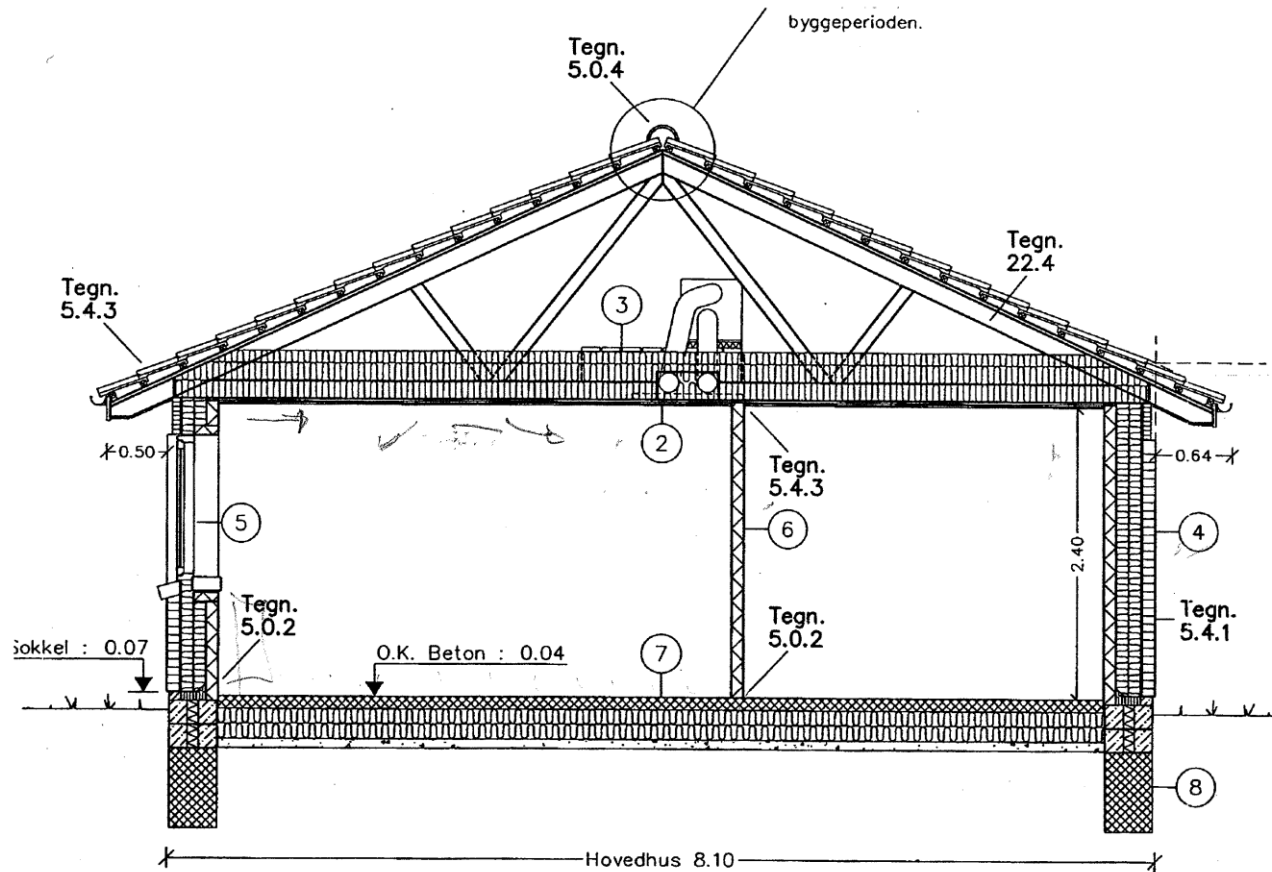 byggeperioden.
Tegn.
5.0.4
Tegn.
22.4
Tegn.
5.4.3
3
2
0.50
0.64
Tegn.
5.4.3
5
6
4
2.40
Tegn.
5.0.2
Tegn.
5.0.2
Tegn.
5.4.1
Sokkel : 0.07
O.K. Beton : 0.04
7
8
Hovedhus 8.10